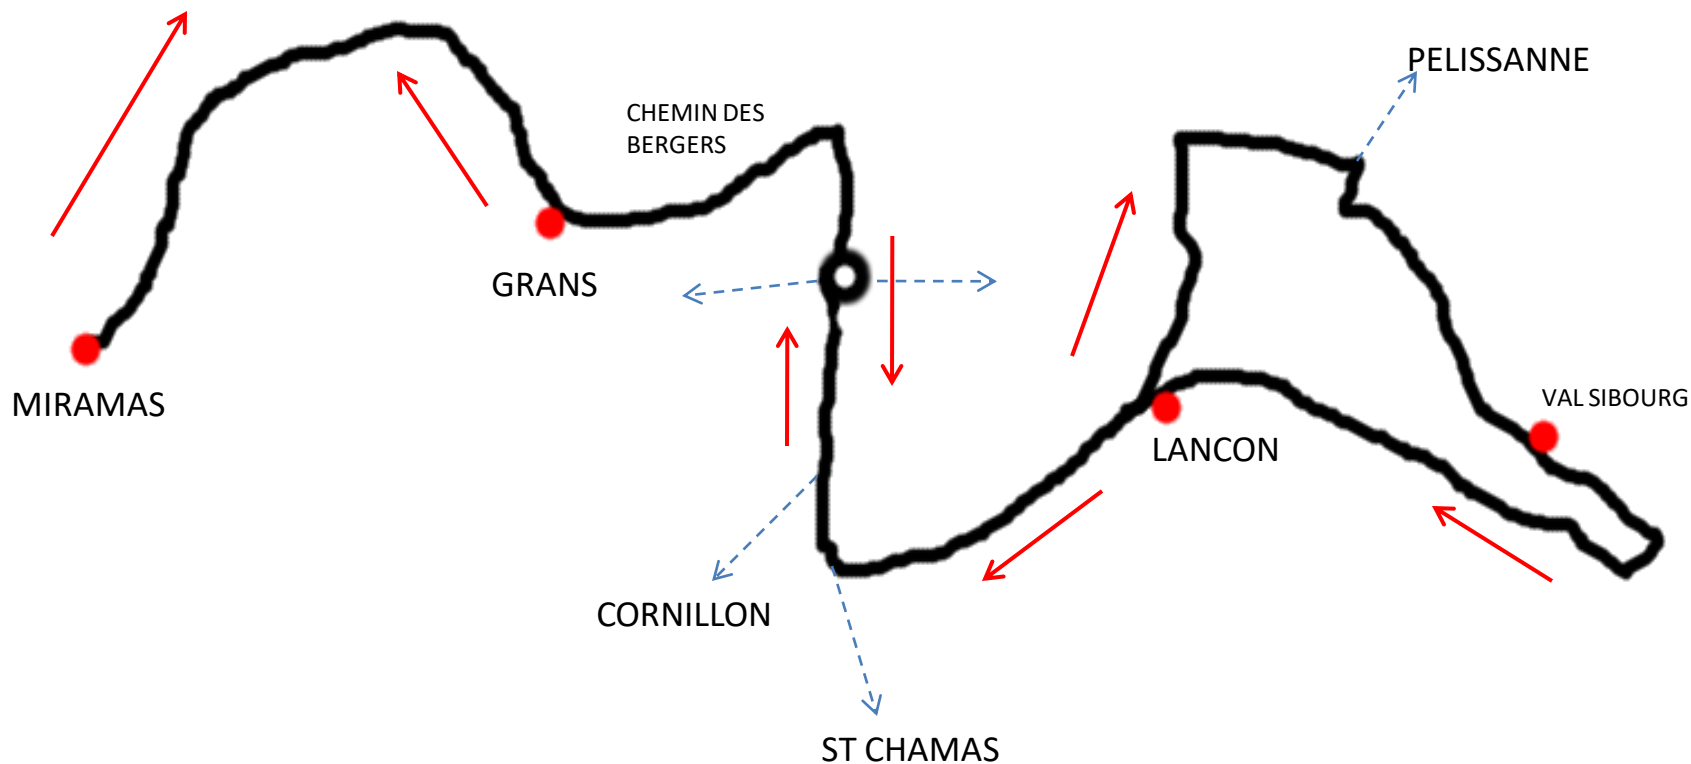 PELISSANNE
CHEMIN DES
BERGERS
GRANS
MIRAMAS
VAL SIBOURG
LANCON
CORNILLON
ST CHAMAS